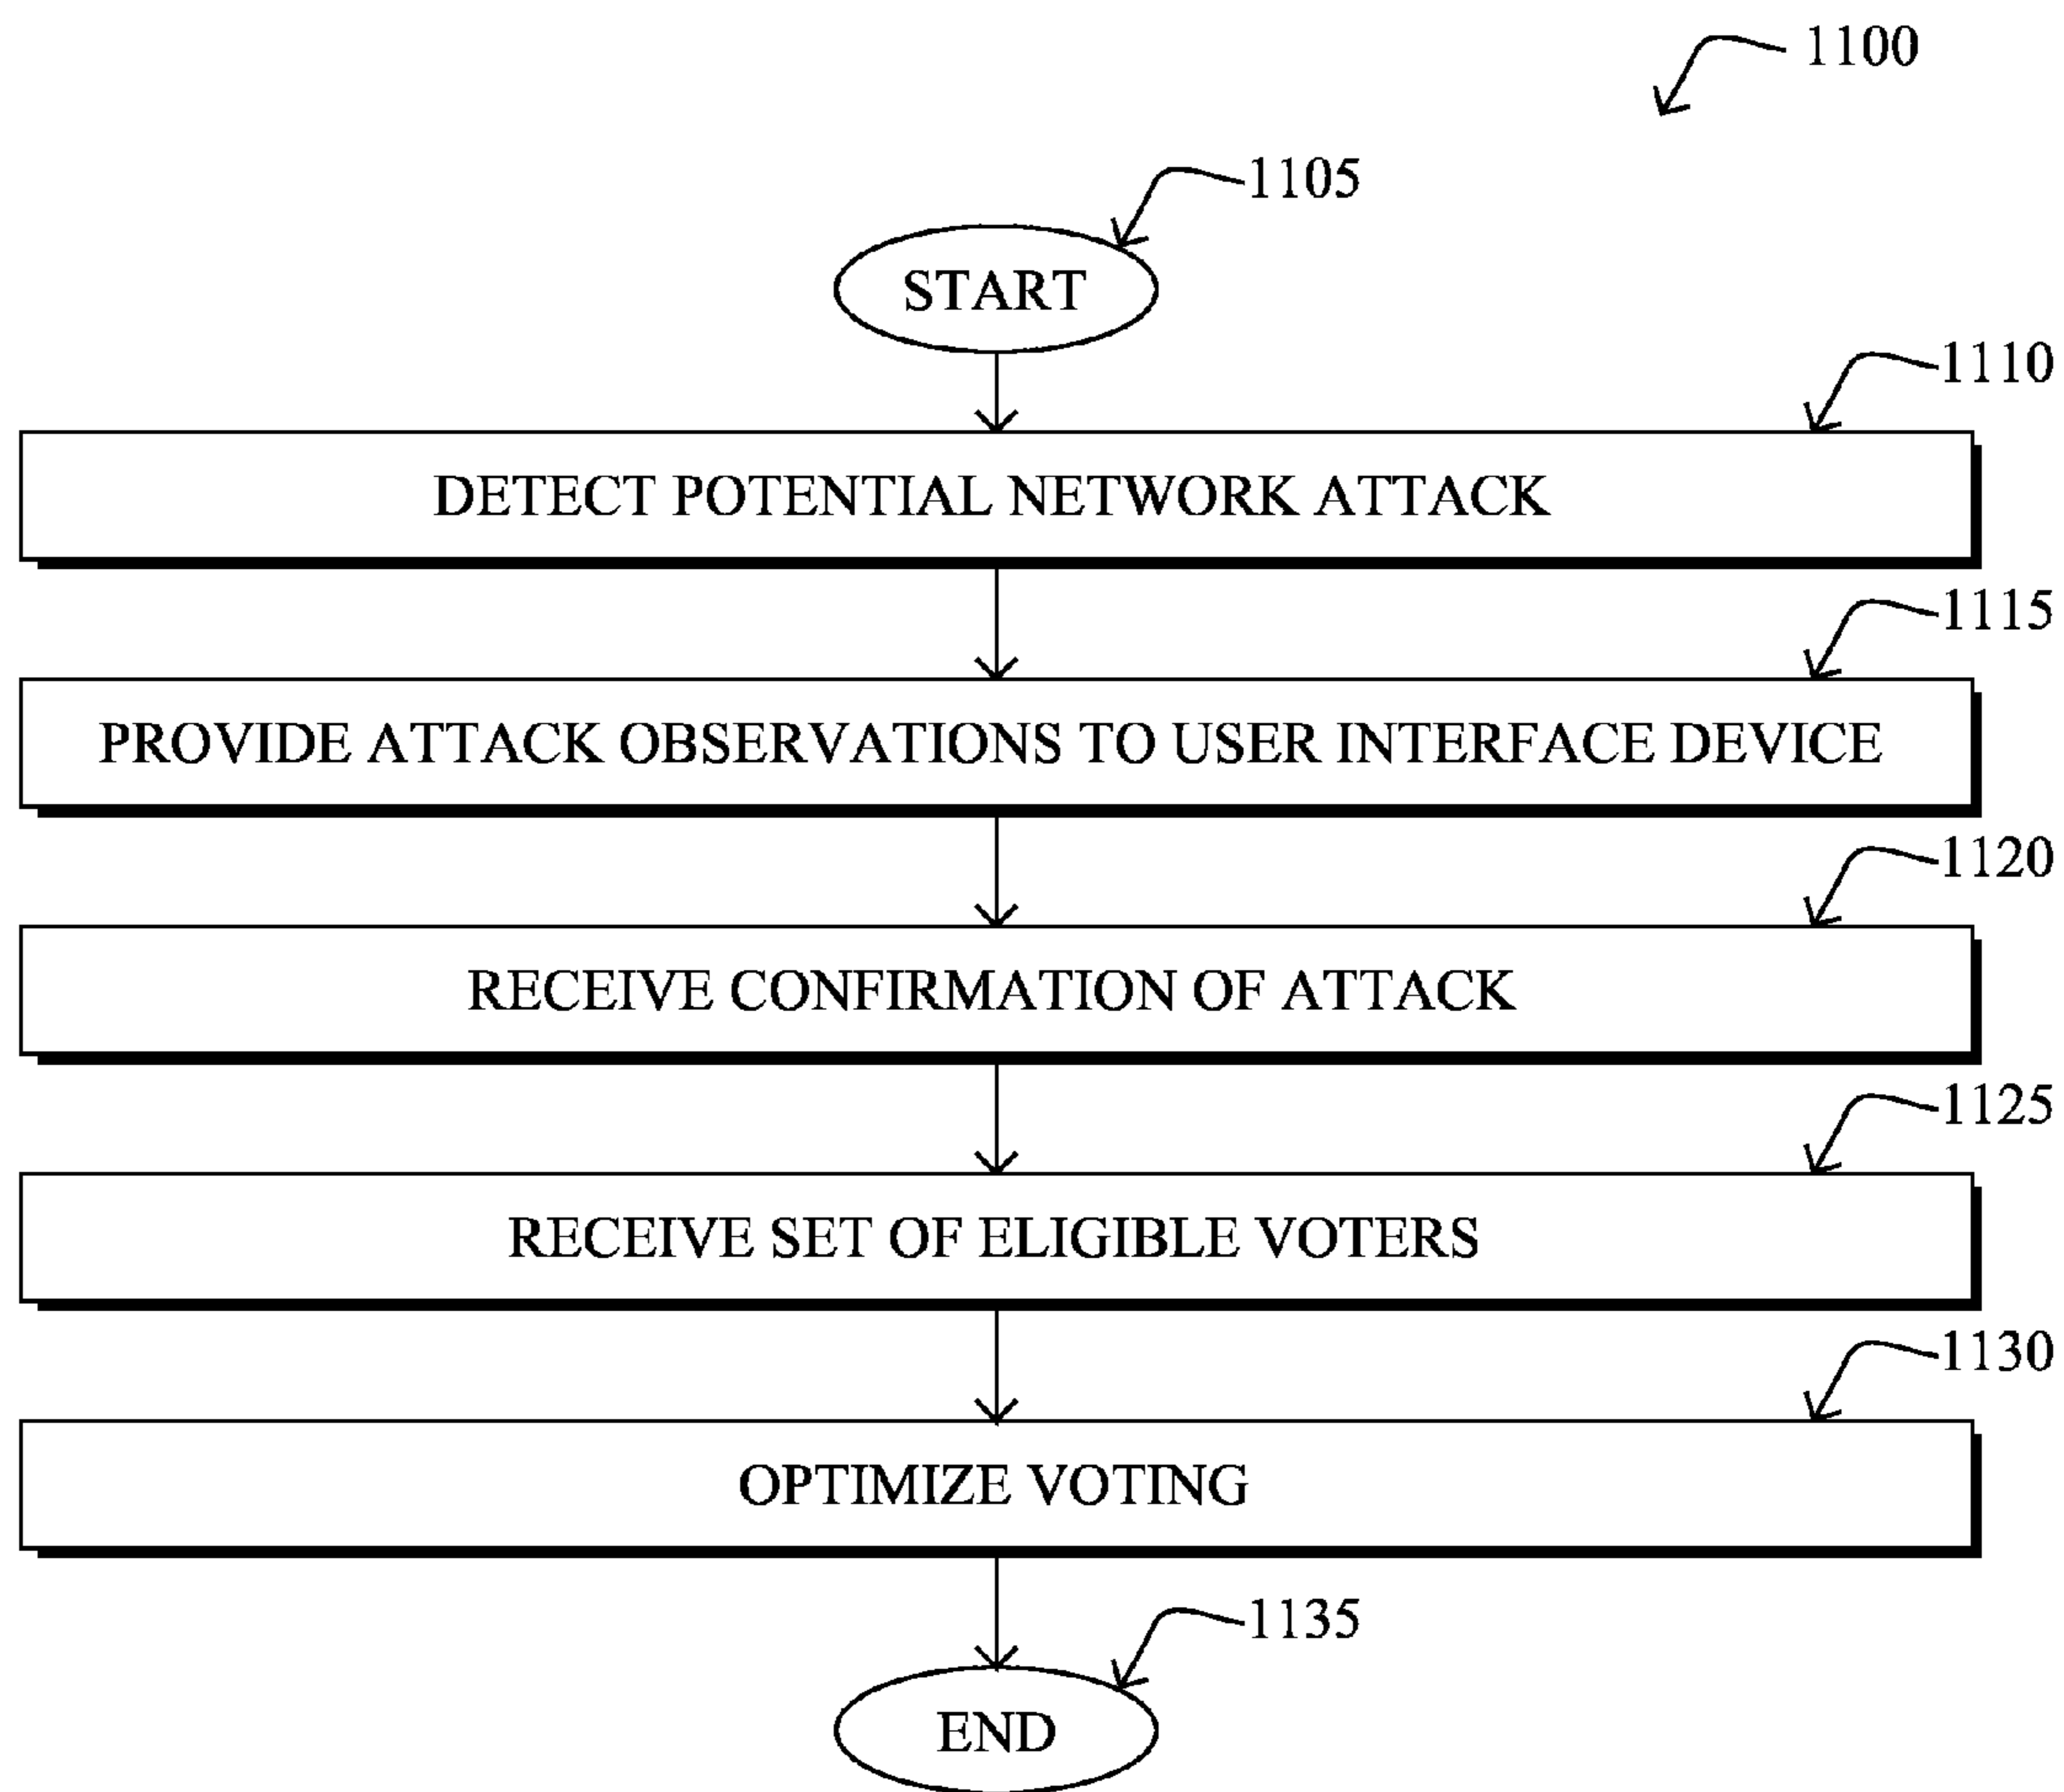 1100
1105
START
1110
DETECT POTENTIAL NETWORK ATTACK
1115
PROVIDE ATTACK OBSERVATIONS TO USER INTERFACE DEVICE
1120
RECEIVE CONFIRMATION OF ATTACK
1125
RECEIVE SET OF ELIGIBLE VOTERS
1130
OPTIMIZE VOTING
1135
END